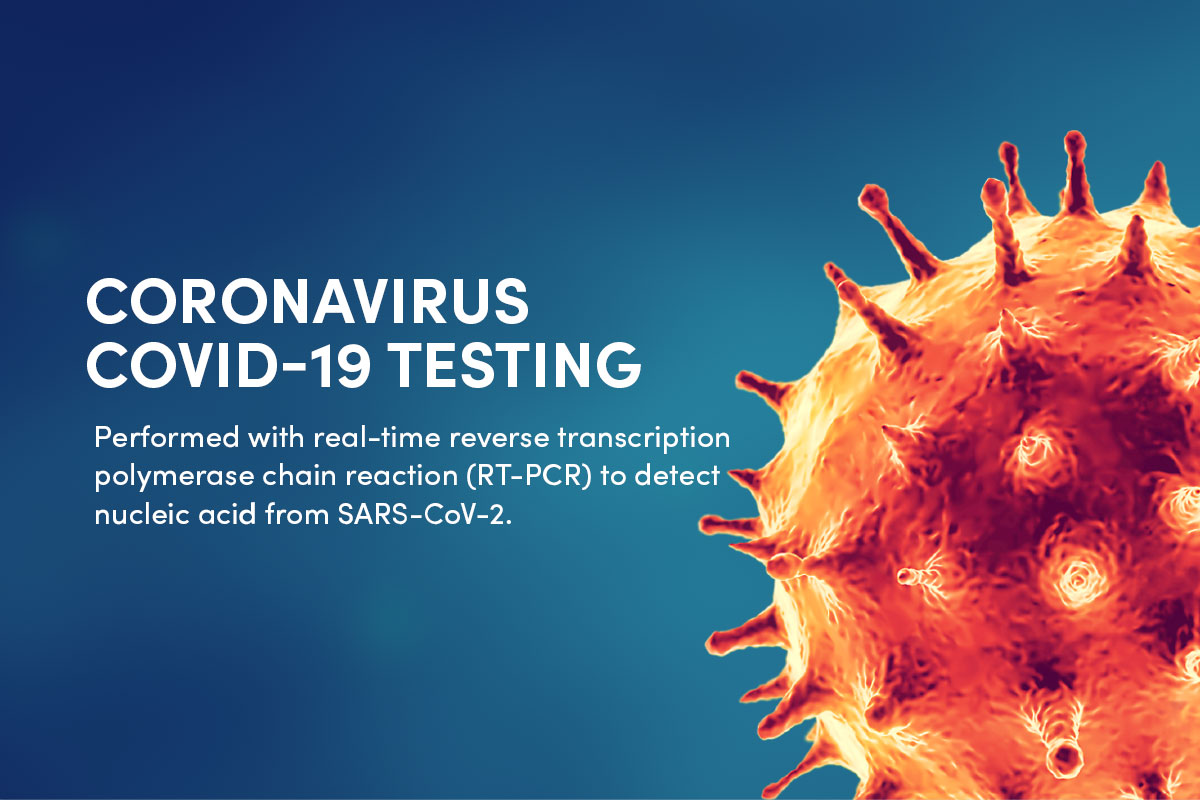 CORONAVIRUS
COVID-19 TESTING
Performed with real-time reverse transcription
polymerase chain reaction (RT-PCR) to detect
nucleic acid from SARS-CoV-2.